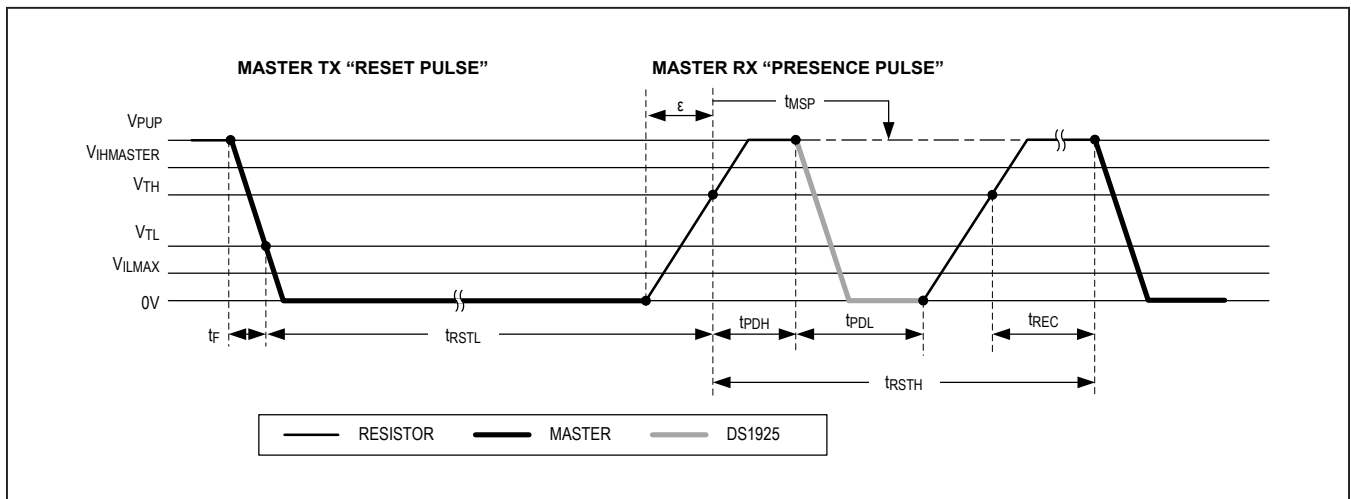 MASTER TX “RESET PULSE”
MASTER RX “PRESENCE PULSE”
ε
tMSP
VPUP
VIHMASTER
VTH
VTL
VILMAX
0V
tF
tRSTL
tPDH
tPDL
tREC
tRSTH
RESISTOR
MASTER
DS1925